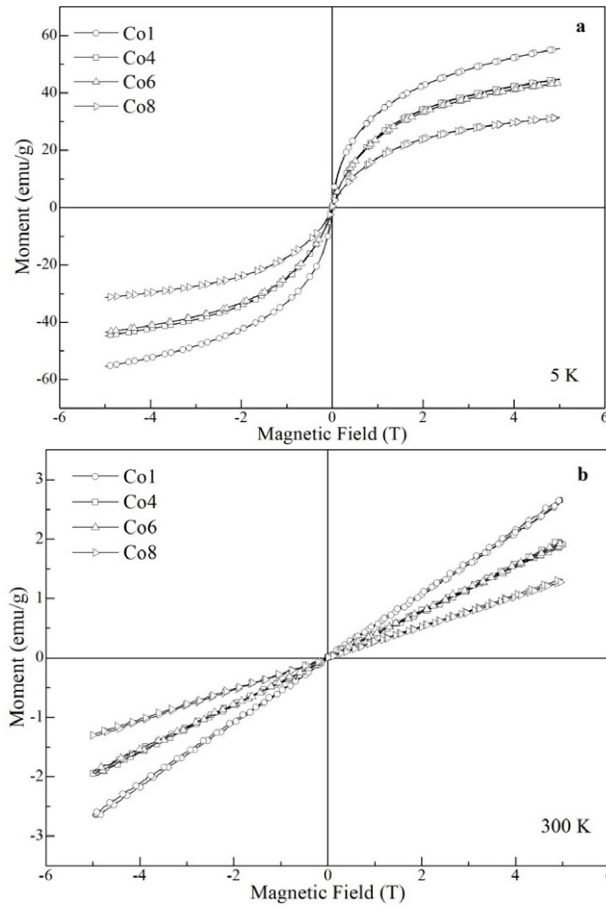 a
Co1
Co4
Co6
Co8
60
40
20
0
-20
-40
-60
Moment (emu/g)
5 K
-6
-4
-2
0
2
4
6
Magnetic Field (T)
b
Co1
Co4
Co6
Co8
3
2
1
0
-1
-2
-3
Moment (emu/g)
300 K
-6
-4
-2
0
2
4
6
Magnetic Field (T)